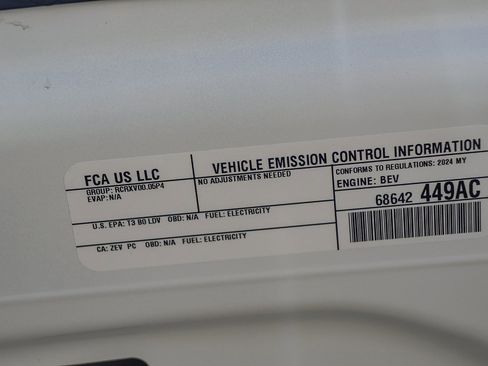 FCA US LLC
GROUP: RCRXV00.05P4
EVAP: N/A
VEHICLE EMISSION CONTROL INFORMATION
NO ADJUSTMENTS NEEDED
CONFORMS TO REGULATIONS: 2024 MY
ENGINE: BEV
68642 449AC
U.S. EPA: T3 B0 LDV OBD: N/A FUEL: ELECTRICITY
CA: ZEV PC OBD: N/A FUEL: ELECTRICITY